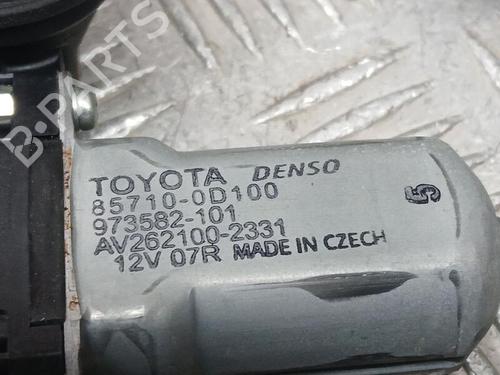 B-PARTS
TOYOTA DENSO
85710-0D100
973582-101
AV262100-2331
12V 07R MADE IN CZECH
5